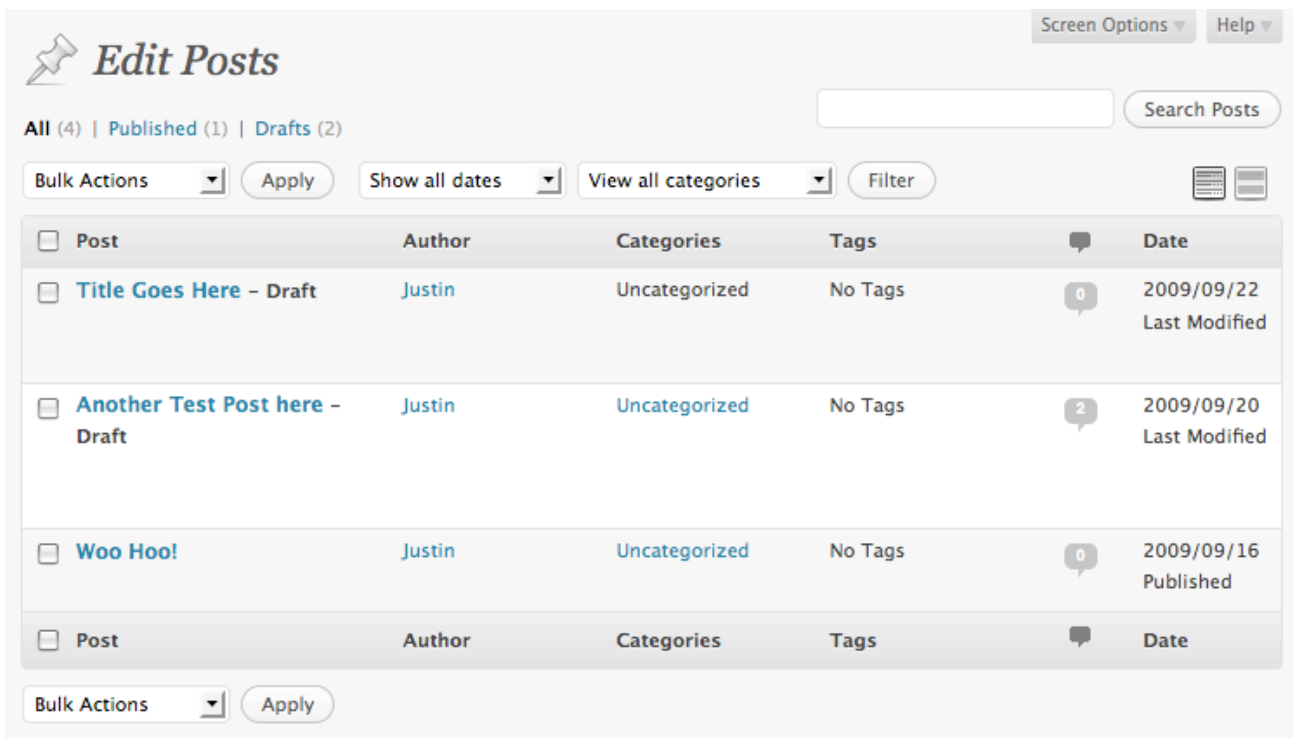 Screen Options Help
Edit Posts
Search Posts
All (4) | Published (1) | Drafts (2)
Bulk Actions Apply Show all dates View all categories Filter
Post Author Categories Tags Date
Title Goes Here – Draft Justin Uncategorized No Tags 0 2009/09/22
Last Modified
Another Test Post here – Justin Uncategorized No Tags 2 2009/09/20
Draft Last Modified
Woo Hoo! Justin Uncategorized No Tags 0 2009/09/16
Published
Post Author Categories Tags Date
Bulk Actions Apply